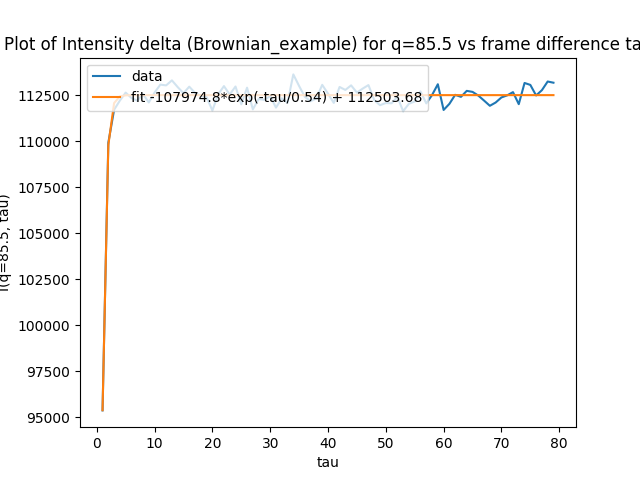 Plot of Intensity delta (Brownian_example) for q=85.5 vs frame difference ta
data
fit -107974.8*exp(-tau/0.54) + 112503.68
I(q=85.5, tau)
112500
110000
107500
105000
102500
100000
97500
95000
0 10 20 30 40 50 60 70 80
tau